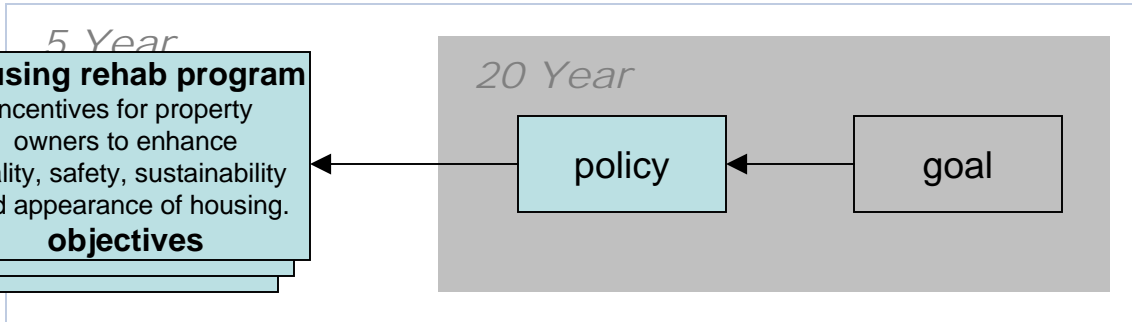 5 Year
using rehab program
ncentives for property
owners to enhance
lity, safety, sustainability
d appearance of housing.
objectives
20 Year
policy
goal